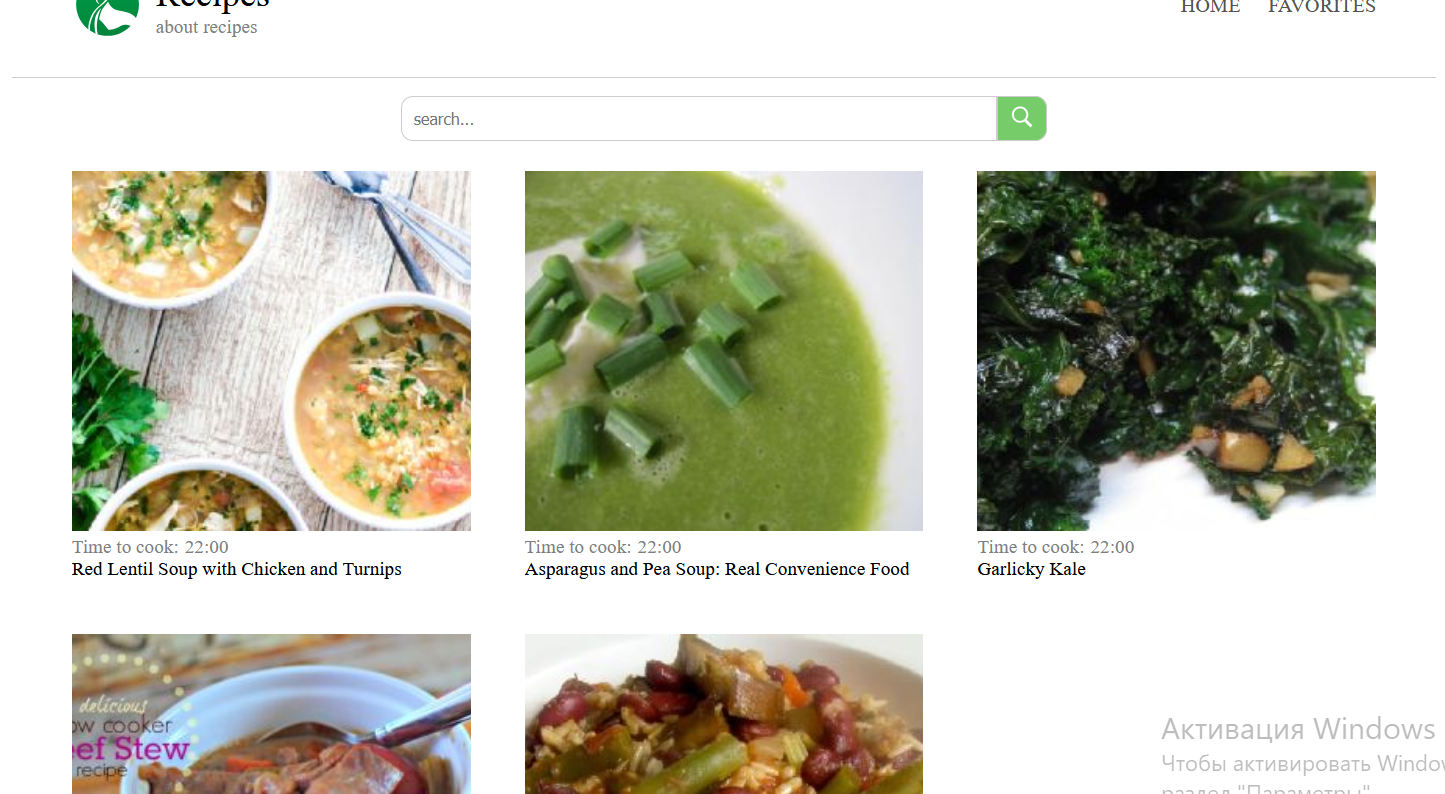 Recipes
about recipes
HOME FAVORITES
search...
Time to cook: 22:00
Red Lentil Soup with Chicken and Turnips
Time to cook: 22:00
Asparagus and Pea Soup: Real Convenience Food
Time to cook: 22:00
Garlicky Kale
delicious
ow cooker
eef Stew
recipe
Активация Windows
Чтобы активировать Window
раздел "Параметры"